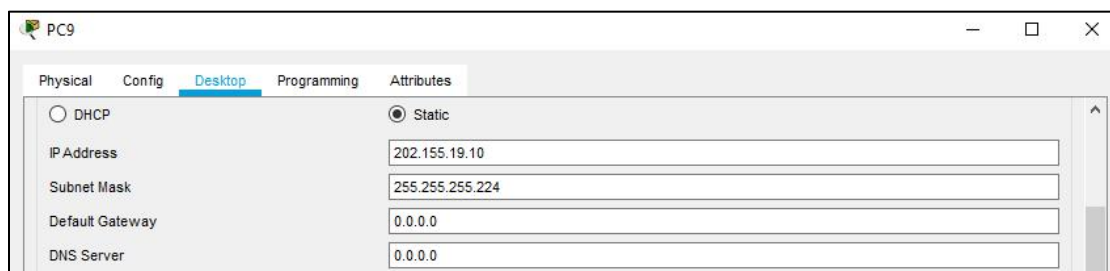 PC9
Physical Config Desktop Programming Attributes
DHCP Static
IP Address 202.155.19.10
Subnet Mask 255.255.255.224
Default Gateway 0.0.0.0
DNS Server 0.0.0.0